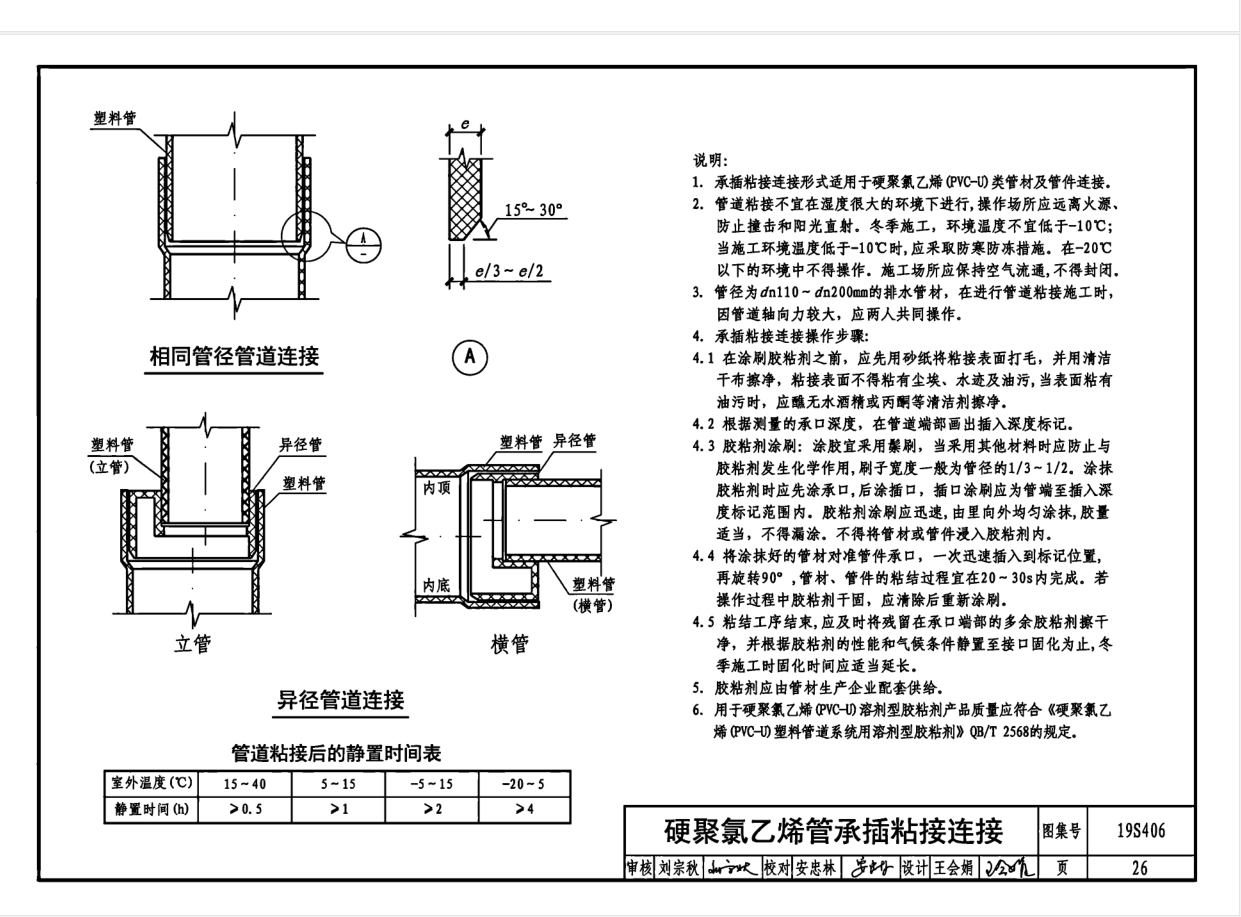 塑料管
A
—
相同管径管道连接
e
15°~30°
e/3~e/2
A
塑料管
(立管)
异径管
塑料管
立管
塑料管 异径管
内顶
内底
塑料管
(横管)
横管
异径管道连接
管道粘接后的静置时间表
室外温度(℃) 15~40 5~15 -5~15 -20~5
静置时间(h) ≥0.5 ≥1 ≥2 ≥4
说明:
1. 承插粘接连接形式适用于硬聚氯乙烯(PVC-U)类管材及管件连接。
2. 管道粘接不宜在湿度很大的环境下进行,操作场所应远离火源、
防止撞击和阳光直射。冬季施工，环境温度不宜低于-10℃;
当施工环境温度低于-10℃时,应采取防寒防冻措施。在-20℃
以下的环境中不得操作。施工场所应保持空气流通,不得封闭。
3. 管径为dn110~dn200mm的排水管材，在进行管道粘接施工时，
因管道轴向力较大，应两人共同操作。
4. 承插粘接连接操作步骤:
4.1 在涂刷胶粘剂之前，应先用砂纸将粘接表面打毛，并用清洁
干布擦净，粘接表面不得粘有尘埃、水迹及油污,当表面粘有
油污时，应醮无水酒精或丙酮等清洁剂擦净。
4.2 根据测量的承口深度，在管道端部画出插入深度标记。
4.3 胶粘剂涂刷: 涂胶宜采用鬃刷，当采用其他材料时应防止与
胶粘剂发生化学作用,刷子宽度一般为管径的1/3~1/2。涂抹
胶粘剂时应先涂承口,后涂插口，插口涂刷应为管端至插入深
度标记范围内。胶粘剂涂刷应迅速,由里向外均匀涂抹,胶量
适当，不得漏涂。不得将管材或管件浸入胶粘剂内。
4.4 将涂抹好的管材对准管件承口，一次迅速插入到标记位置,
再旋转90°,管材、管件的粘结过程宜在20~30s内完成。若
操作过程中胶粘剂干固，应清除后重新涂刷。
4.5 粘结工序结束,应及时将残留在承口端部的多余胶粘剂擦干
净，并根据胶粘剂的性能和气候条件静置至接口固化为止,冬
季施工时固化时间应适当延长。
5. 胶粘剂应由管材生产企业配套供给。
6. 用于硬聚氯乙烯(PVC-U)溶剂型胶粘剂产品质量应符合《硬聚氯乙
烯(PVC-U)塑料管道系统用溶剂型胶粘剂》QB/T 2568的规定。
硬聚氯乙烯管承插粘接连接 图集号 19S406
审核 刘宗秋 校对 安忠林 设计 王会娟 页 26